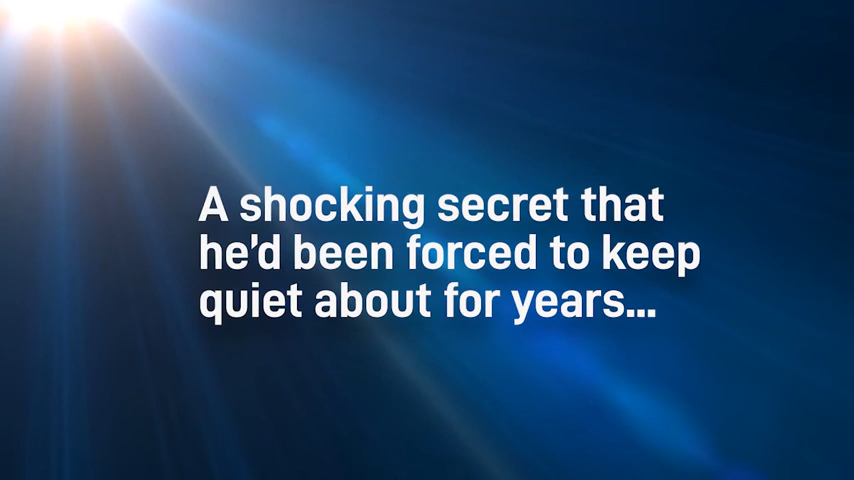 A shocking secret that
he'd been forced to keep
quiet about for years...